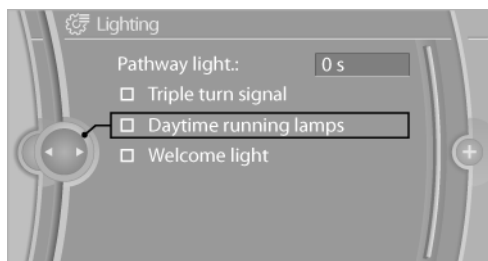 Lighting
Pathway light.: 0 s
Triple turn signal
Daytime running lamps
Welcome light